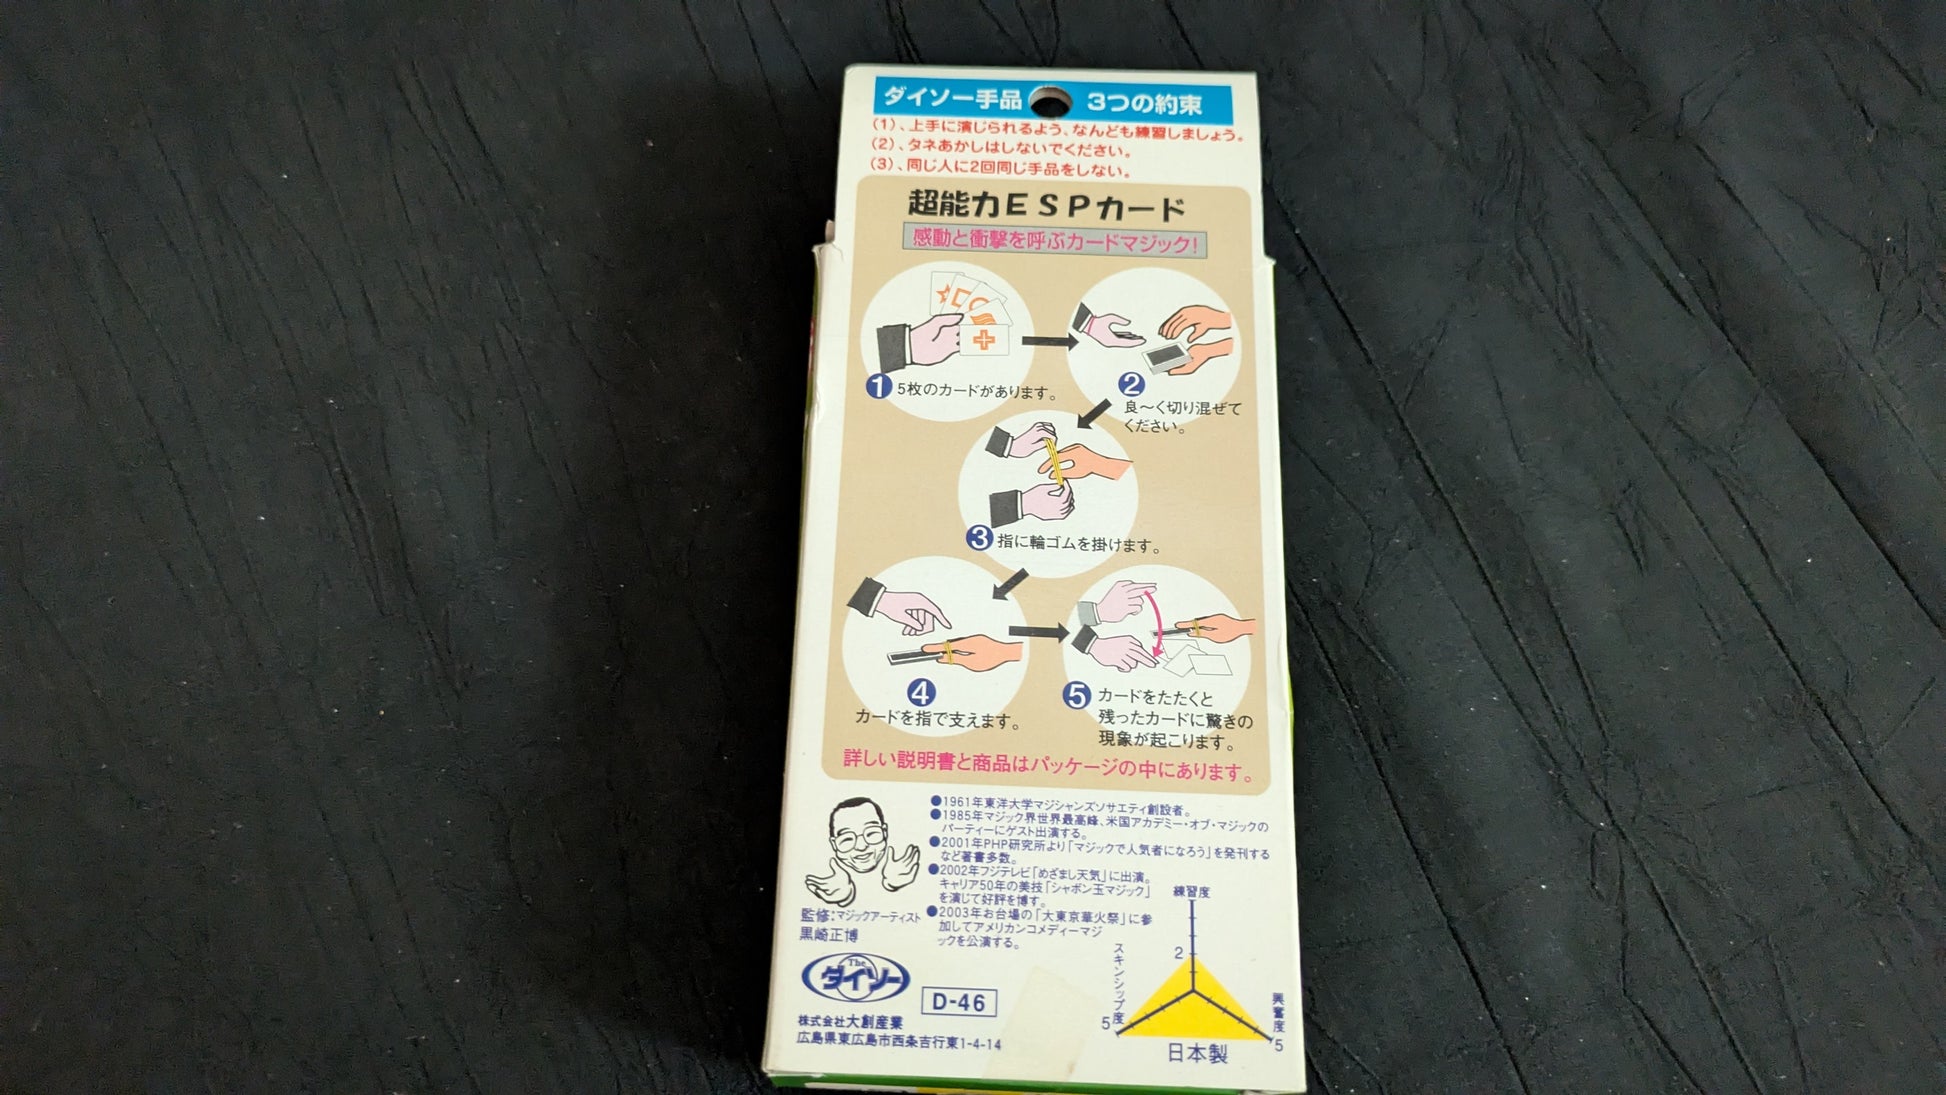 ダイソー手品 3つの約束
(1)、上手に演じられるよう、なんども練習しましょう。
(2)、タネあかしはしないでください。
(3)、同じ人に2回同じ手品をしない。
超能力ESPカード
感動と衝撃を呼ぶカードマジック!
1 5枚のカードがあります。
2
良〜く切り混ぜて
ください。
3 指に輪ゴムを掛けます。
4
カードを指で支えます。
5 カードをたたくと
残ったカードに驚きの
現象が起こります。
詳しい説明書と商品はパッケージの中にあります。
●1961年東洋大学マジシャンズソサエティ創設者。
●1985年マジック界世界最高峰、米国アカデミー・オブ・マジックの
パーティーにゲスト出演する。
●2001年PHP研究所より「マジックで人気者になろう」を発刊する
など著書多数。
●2002年フジテレビ「めざまし天気」に出演。
キャリア50年の美技「シャボン玉マジック」
を演じて好評を博す。
●2003年お台場の「大東京華火祭」に参
加してアメリカンコメディーマジ
ックを公演する。
監修:マジックアーティスト
黒崎正博
The
ダイソー
D-46
株式会社大創産業
広島県東広島市西条吉行東1-4-14
練習度
2
スキンシップ度
5
興奮度
5
日本製